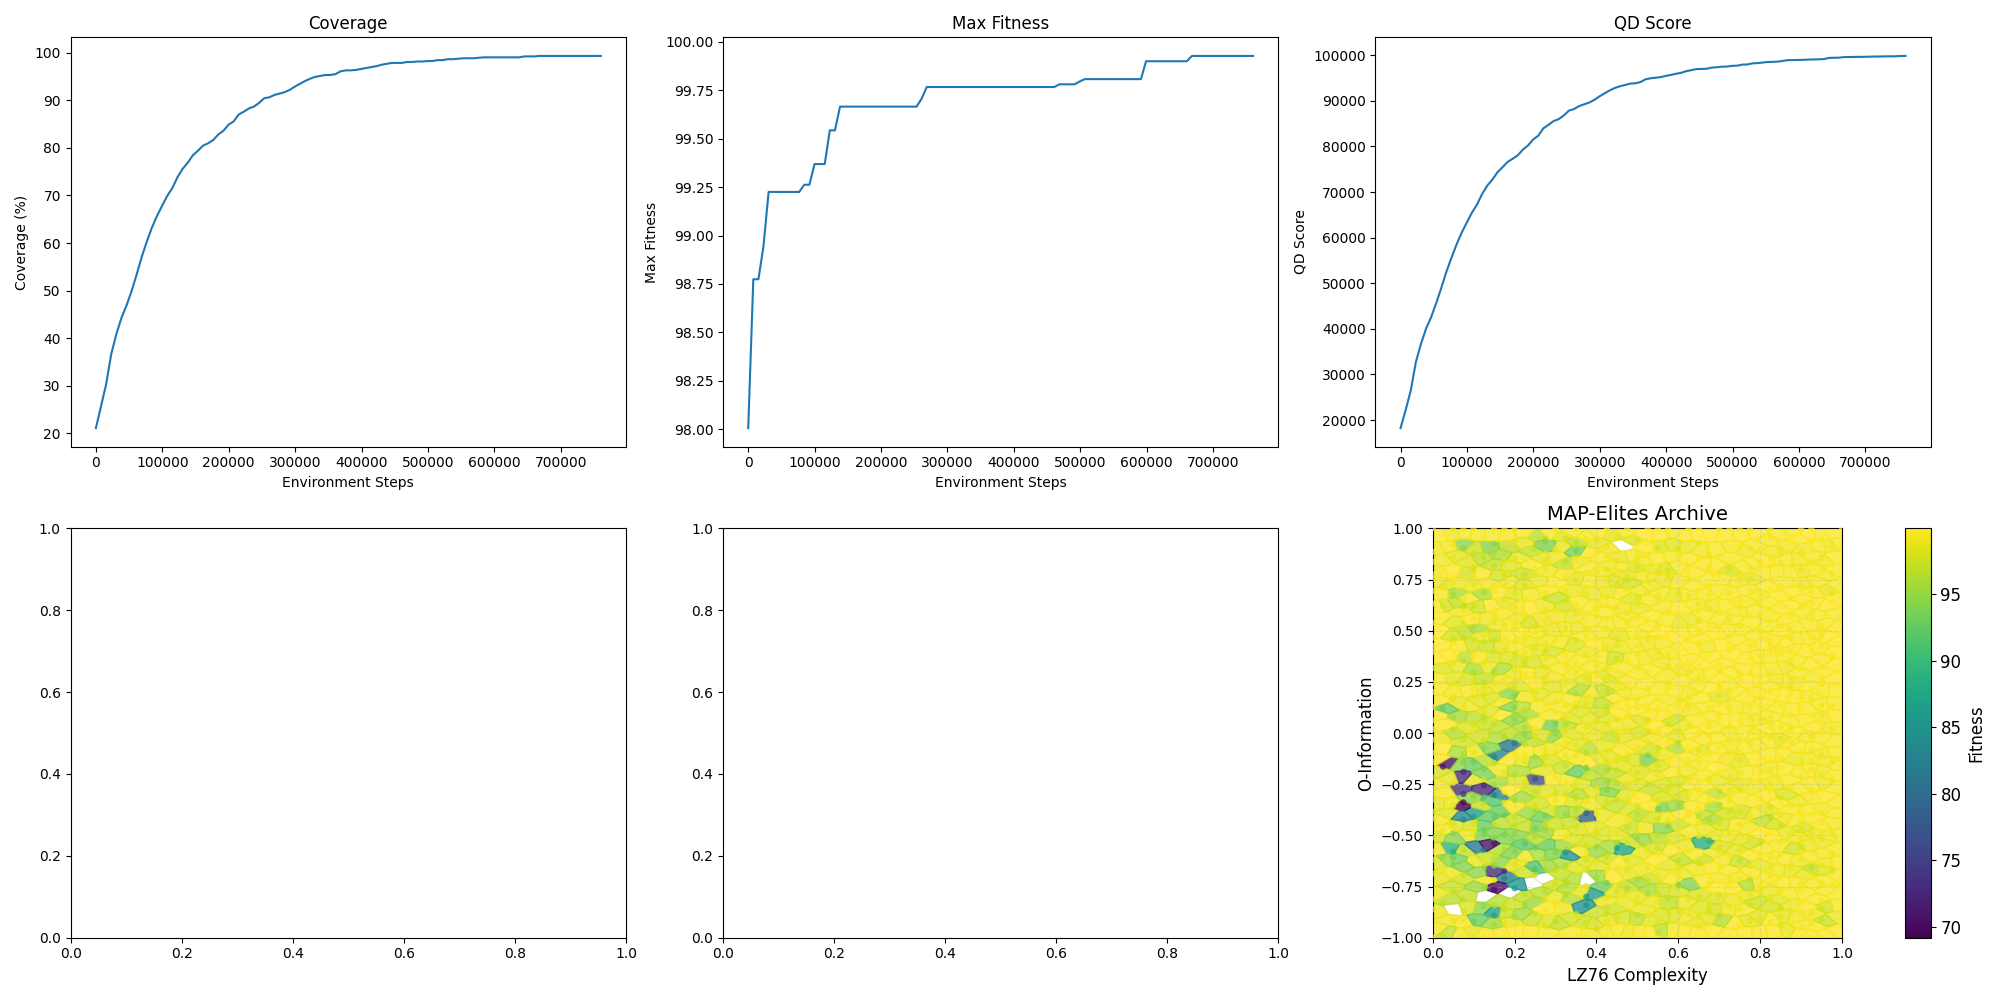 Coverage
Max Fitness
QD Score
100
90
80
70
60
50
40
30
20
Coverage (%)
0 100000 200000 300000 400000 500000 600000 700000
Environment Steps
100.00
99.75
99.50
99.25
99.00
98.75
98.50
98.25
98.00
Max Fitness
0 100000 200000 300000 400000 500000 600000 700000
Environment Steps
100000
90000
80000
70000
60000
50000
40000
30000
20000
QD Score
0 100000 200000 300000 400000 500000 600000 700000
Environment Steps
1.0
0.8
0.6
0.4
0.2
0.0
0.0 0.2 0.4 0.6 0.8 1.0
1.0
0.8
0.6
0.4
0.2
0.0
0.0 0.2 0.4 0.6 0.8 1.0
MAP-Elites Archive
1.00
0.75
0.50
0.25
0.00
−0.25
−0.50
−0.75
−1.00
O-Information
0.0 0.2 0.4 0.6 0.8 1.0
LZ76 Complexity
95
90
85
80
75
70
Fitness